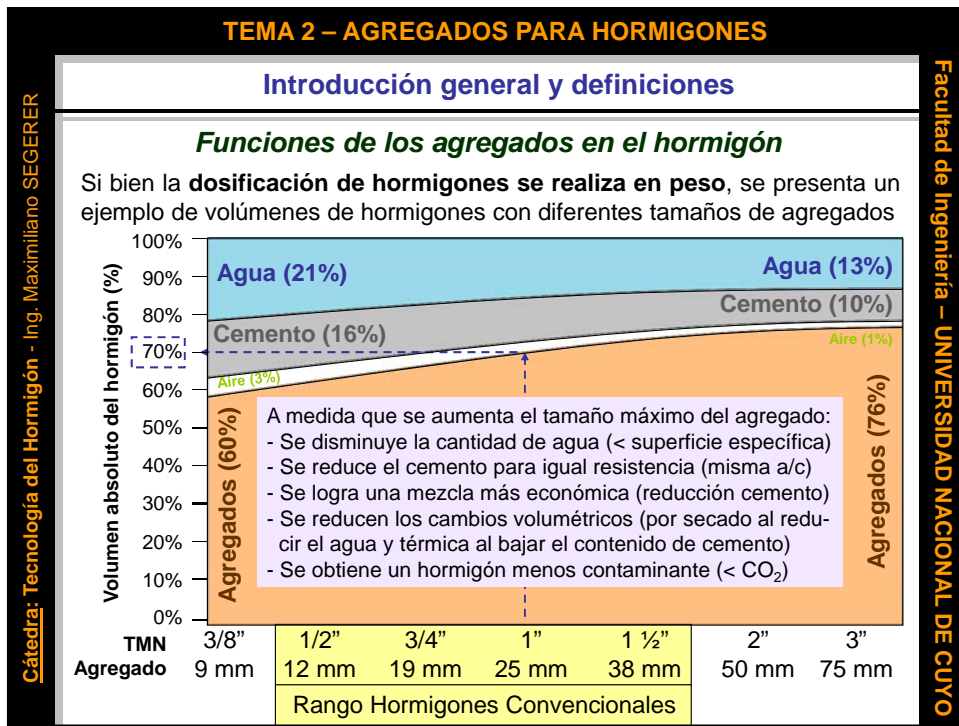 TEMA 2 – AGREGADOS PARA HORMIGONES
Cátedra: Tecnología del Hormigón - Ing. Maximiliano SEGERER
Facultad de Ingeniería – UNIVERSIDAD NACIONAL DE CUYO
Introducción general y definiciones
Funciones de los agregados en el hormigón
Si bien la dosificación de hormigones se realiza en peso, se presenta un
ejemplo de volúmenes de hormigones con diferentes tamaños de agregados
Volumen absoluto del hormigón (%)
100%
90%
80%
70%
60%
50%
40%
30%
20%
10%
0%
Agua (21%)
Agua (13%)
Cemento (16%)
Cemento (10%)
Aire (3%)
Aire (1%)
Agregados (60%)
Agregados (76%)
A medida que se aumenta el tamaño máximo del agregado:
- Se disminuye la cantidad de agua (< superficie específica)
- Se reduce el cemento para igual resistencia (misma a/c)
- Se logra una mezcla más económica (reducción cemento)
- Se reducen los cambios volumétricos (por secado al redu-
cir el agua y térmica al bajar el contenido de cemento)
- Se obtiene un hormigón menos contaminante (< CO₂)
TMN 3/8” 1/2” 3/4” 1” 1 ½” 2” 3”
Agregado 9 mm 12 mm 19 mm 25 mm 38 mm 50 mm 75 mm
Rango Hormigones Convencionales